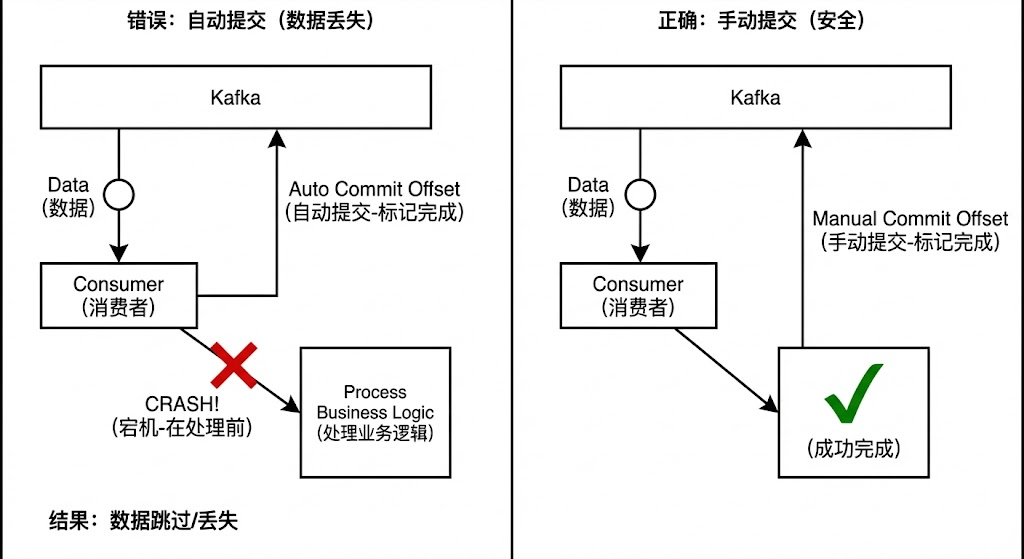 错误：自动提交（数据丢失）
Kafka
Data
（数据）
Auto Commit Offset
（自动提交-标记完成）
Consumer
（消费者）
CRASH!
（宕机-在处理前）
Process
Business Logic
（处理业务逻辑）
结果：数据跳过/丢失
正确：手动提交（安全）
Kafka
Data
（数据）
Manual Commit Offset
（手动提交-标记完成）
Consumer
（消费者）
（成功完成）